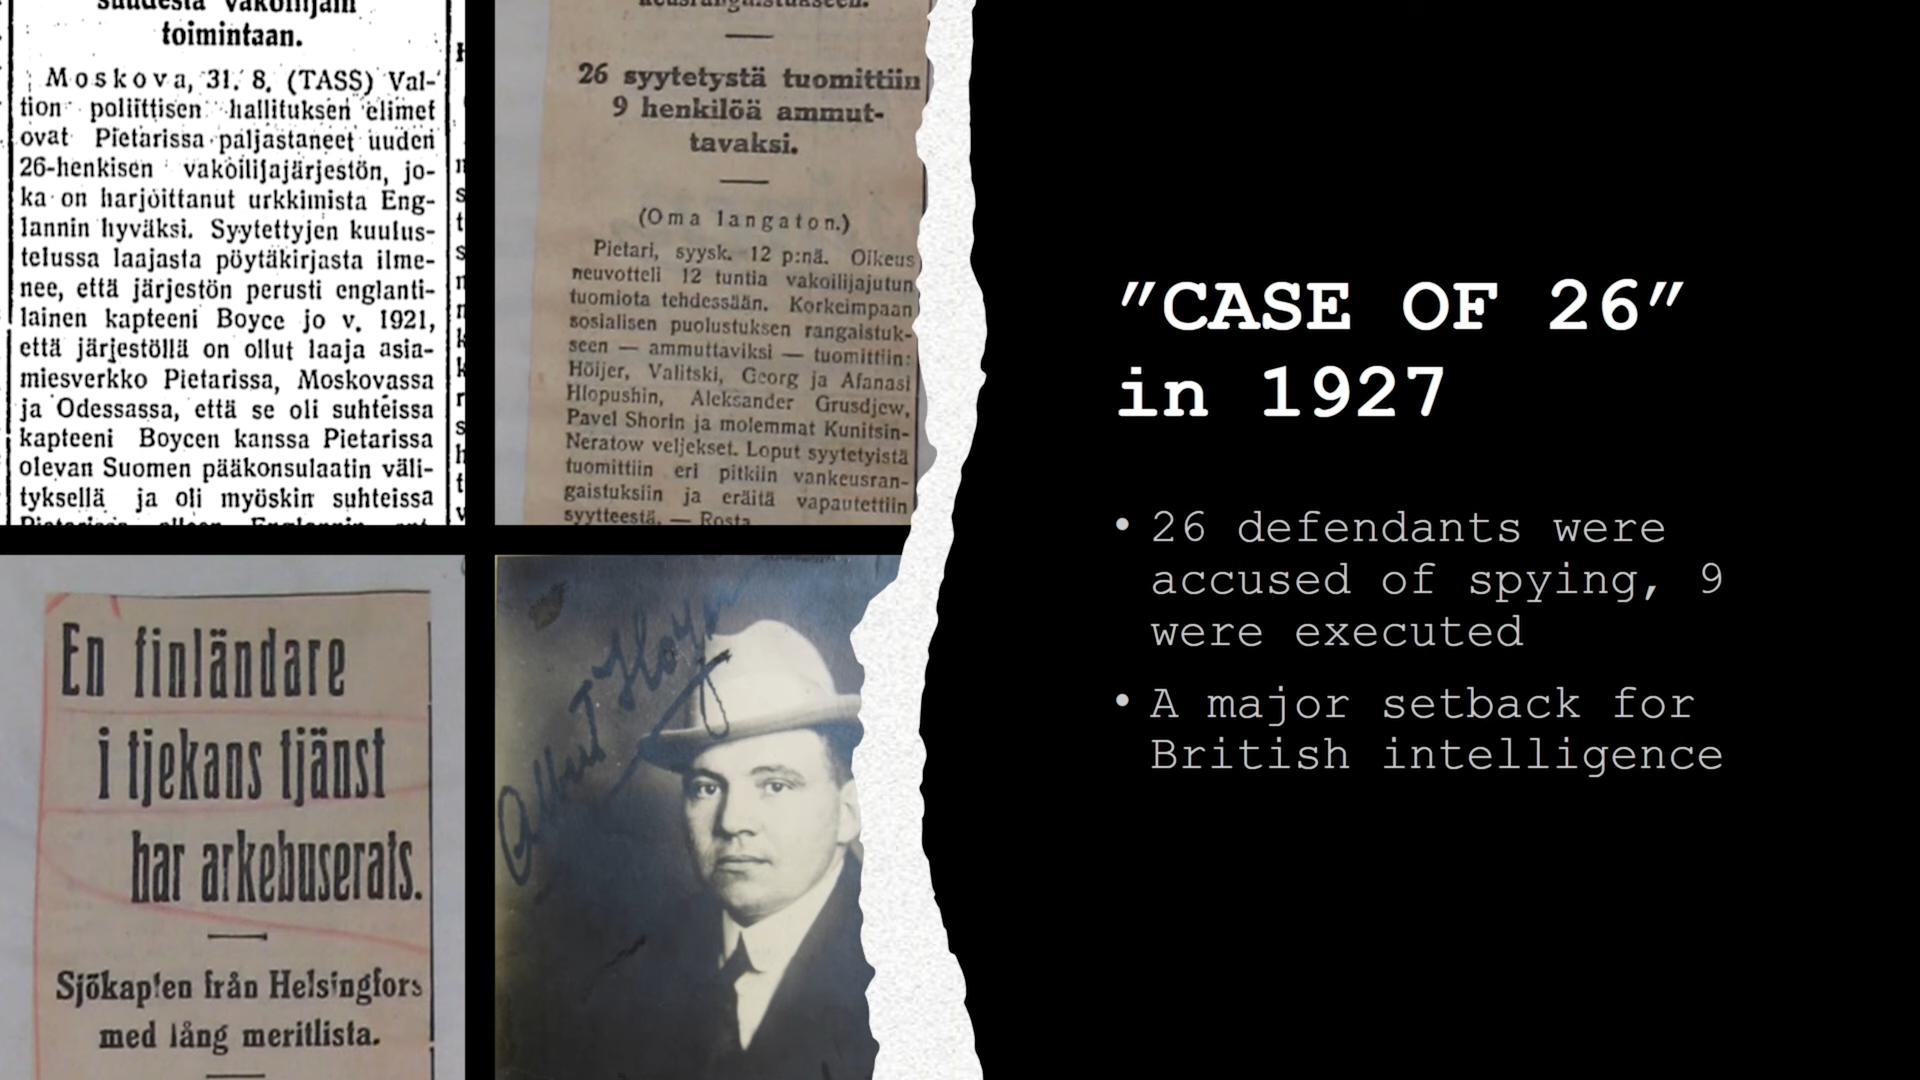 suudesta vakoilijain
toimintaan.
Moskova, 31. 8. (TASS) Val-
tion poliittisen hallituksen elimet
ovat Pietarissa paljastaneet uuden
26-henkisen vakoilijajärjestön, jo-
ka on harjoittanut urkkimista Eng-
lannin hyväksi. Syytettyjen kuulus-
telussa laajasta pöytäkirjasta ilme-
nee, että järjestön perusti englanti-
lainen kapteeni Boyce jo v. 1921,
että järjestöllä on ollut laaja asia-
miesverkko Pietarissa, Moskovassa
ja Odessassa, että se oli suhteissa
kapteeni Boycen kanssa Pietarissa
olevan Suomen pääkonsulaatin väli-
tyksellä ja oli myöskin suhteissa
26 syytetystä tuomittiin
9 henkilöä ammut-
tavaksi.
(Oma langaton.)
Pietari, syysk. 12 p:nä. Oikeus
neuvotteli 12 tuntia vakoilijajutun
tuomiota tehdessään. Korkeimpaan
sosialisen puolustuksen rangaistuk-
seen — ammuttaviksi — tuomittiin:
Höijer, Valitski, Georg ja Afanasi
Hlopushin, Aleksander Grusdjew,
Pavel Shorin ja molemmat Kunitsin-
Neratow veljekset. Loput syytetyistä
tuomittiin eri pitkiin vankeusran-
gaistuksiin ja eräitä vapautettiin
syytteestä. — Rosta
En finländare
i tjekans tjänst
har arkebuserats.
Sjökapten från Helsingfors
med lång meritlista.
Albert Hoyer
"CASE OF 26"
in 1927
• 26 defendants were
accused of spying, 9
were executed
• A major setback for
British intelligence